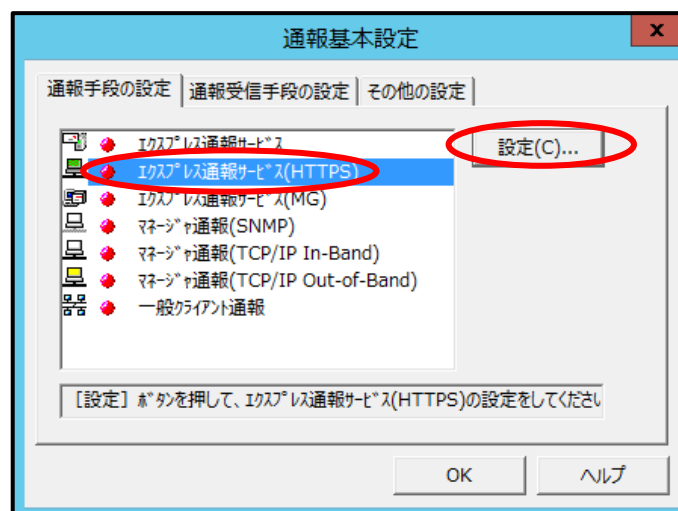 通報基本設定
x
通報手段の設定 通報受信手段の設定 その他の設定
ｴｸｽﾌﾟﾚｽ通報ｻｰﾋﾞｽ
ｴｸｽﾌﾟﾚｽ通報ｻｰﾋﾞｽ(HTTPS)
ｴｸｽﾌﾟﾚｽ通報ｻｰﾋﾞｽ(MG)
ﾏﾈｰｼﾞｬ通報(SNMP)
ﾏﾈｰｼﾞｬ通報(TCP/IP In-Band)
ﾏﾈｰｼﾞｬ通報(TCP/IP Out-of-Band)
一般ｸﾗｲｱﾝﾄ通報
設定(C)...
［設定］ﾎﾞﾀﾝを押して、ｴｸｽﾌﾟﾚｽ通報ｻｰﾋﾞｽ(HTTPS)の設定をしてくださ
OK ヘルプ